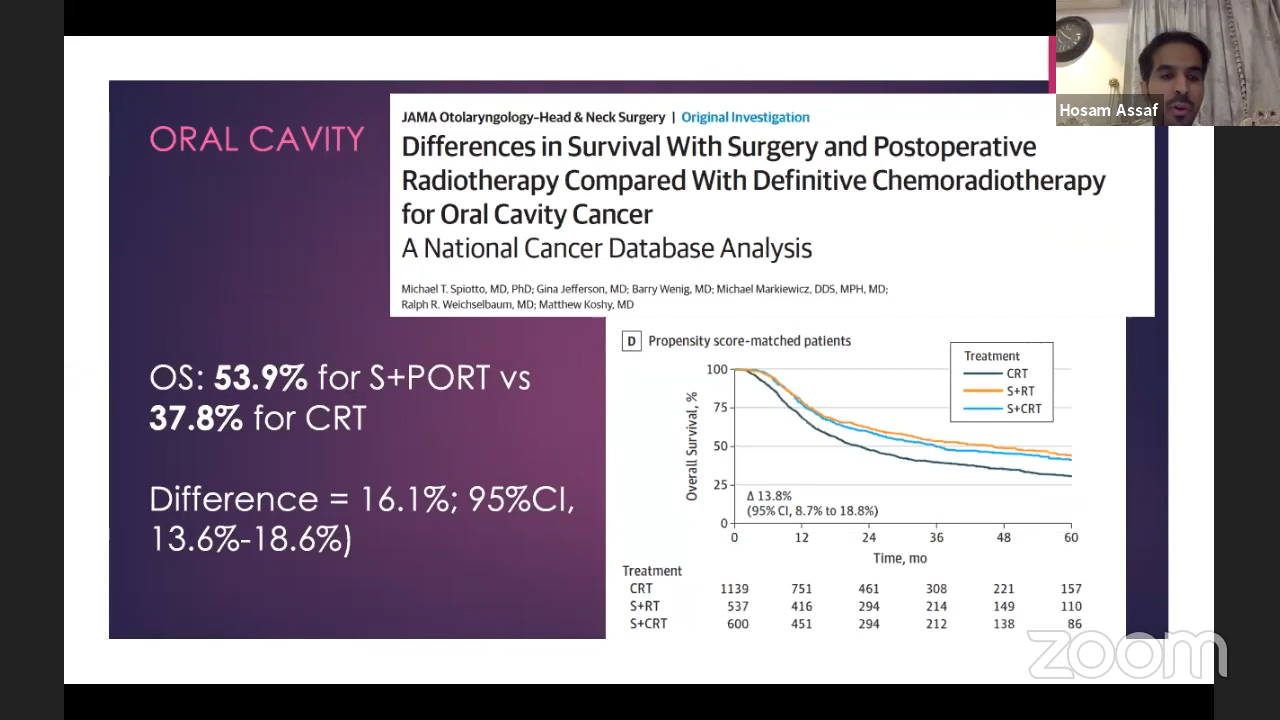 Hosam Assaf
ORAL CAVITY
JAMA Otolaryngology–Head & Neck Surgery | Original Investigation
Differences in Survival With Surgery and Postoperative
Radiotherapy Compared With Definitive Chemoradiotherapy
for Oral Cavity Cancer
A National Cancer Database Analysis
Michael T. Spiotto, MD, PhD; Gina Jefferson, MD; Barry Wenig, MD; Michael Markiewicz, DDS, MPH, MD;
Ralph R. Weichselbaum, MD; Matthew Koshy, MD
OS: 53.9% for S+PORT vs
37.8% for CRT
Difference = 16.1%; 95%CI,
13.6%-18.6%)
D Propensity score-matched patients
Treatment
CRT
S+RT
S+CRT
Overall Survival, %
100
75
50
25
0
Δ 13.8%
(95% CI, 8.7% to 18.8%)
0 12 24 36 48 60
Time, mo
Treatment
CRT 1139 751 461 308 221 157
S+RT 537 416 294 214 149 110
S+CRT 600 451 294 212 138 86
zoom